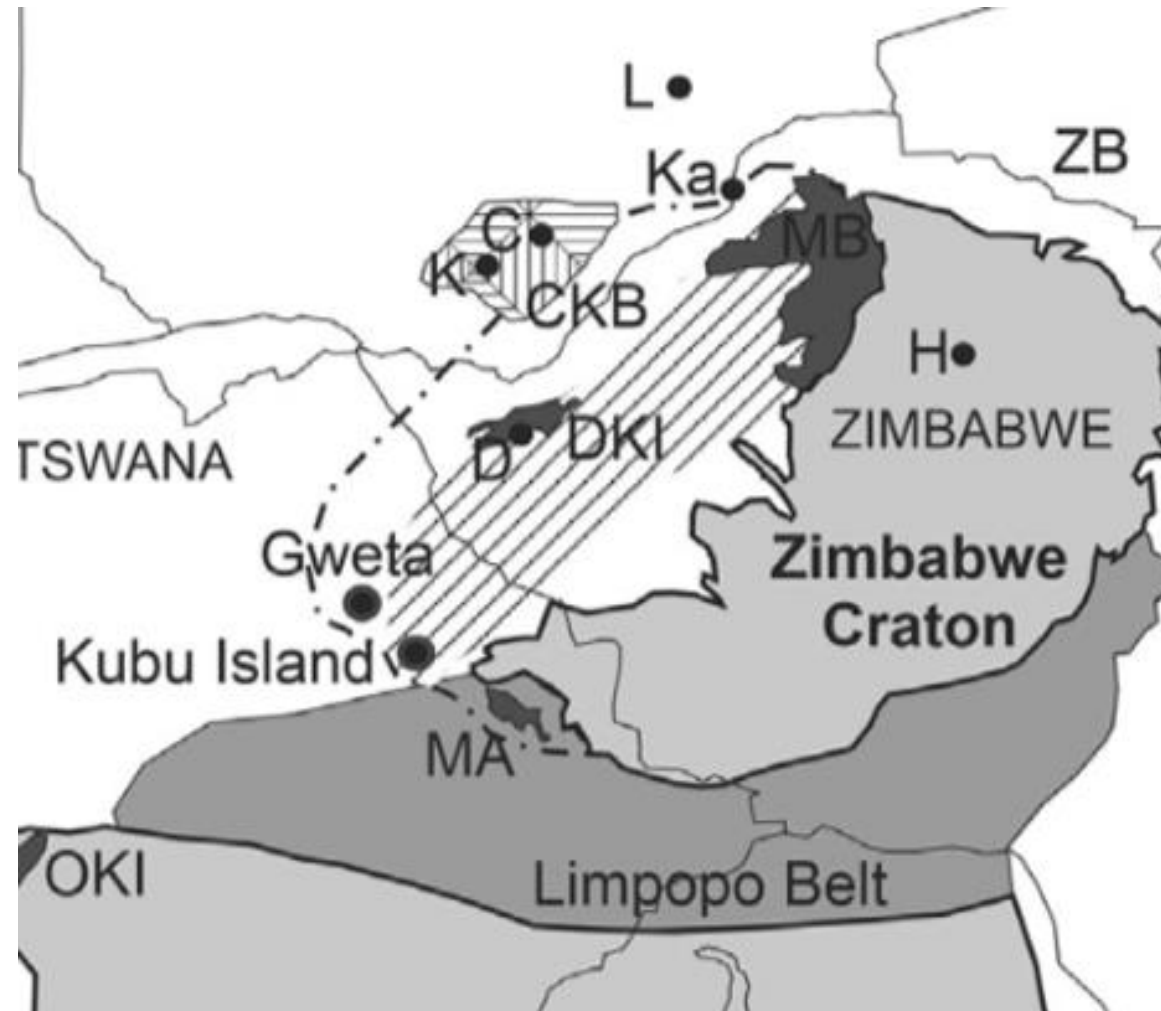 L
ZB
Ka
MB
C
K
CKB
H
ZIMBABWE
DKI
D
TSWANA
Gweta
Zimbabwe
Craton
Kubu Island
MA
OKI
Limpopo Belt